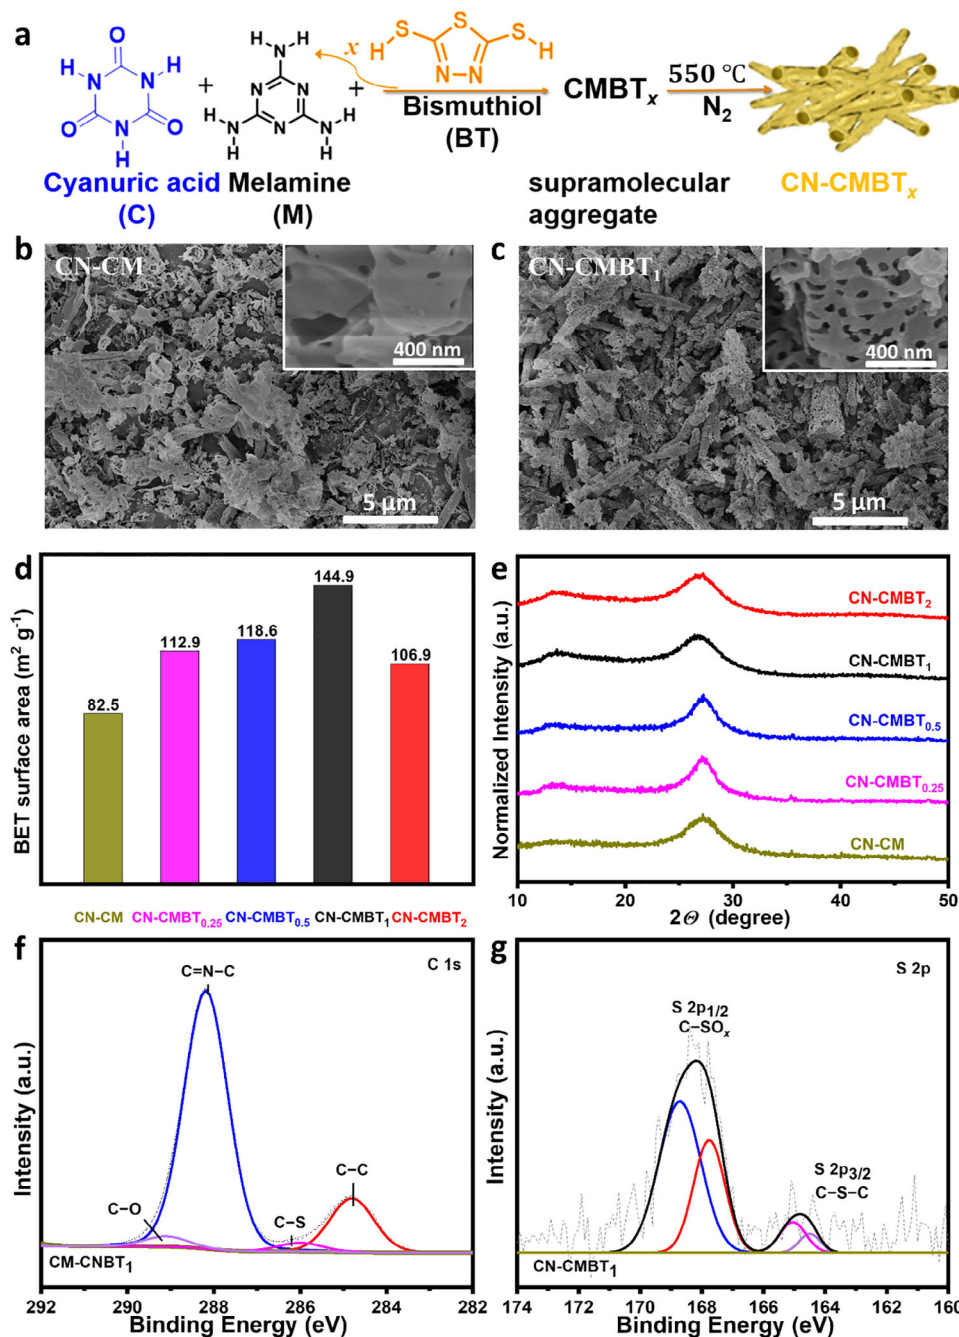 a
O
H N N H
O N O
H
Cyanuric acid
(C)
+
H N H
N N
H N N N H
H H
Melamine
(M)
+
x
S S S
H N–N H
Bismuthiol
(BT)
CMBTx
supramolecular
aggregate
550 ℃
N2
CN-CMBTx
b
CN-CM
400 nm
5 μm
c
CN-CMBT1
400 nm
5 μm
d
BET surface area (m2 g-1)
82.5
112.9
118.6
144.9
106.9
CN-CM CN-CMBT0.25 CN-CMBT0.5 CN-CMBT1 CN-CMBT2
e
Normalized Intensity (a.u.)
CN-CMBT2
CN-CMBT1
CN-CMBT0.5
CN-CMBT0.25
CN-CM
10 20 30 40 50
2Θ (degree)
f
C 1s
C=N–C
C–O
C–S
C–C
CM-CNBT1
Intensity (a.u.)
292 290 288 286 284 282
Binding Energy (eV)
g
S 2p
S 2p1/2
C–SOx
S 2p3/2
C–S–C
CN-CMBT1
Intensity (a.u.)
174 172 170 168 166 164 162 160
Binding Energy (eV)